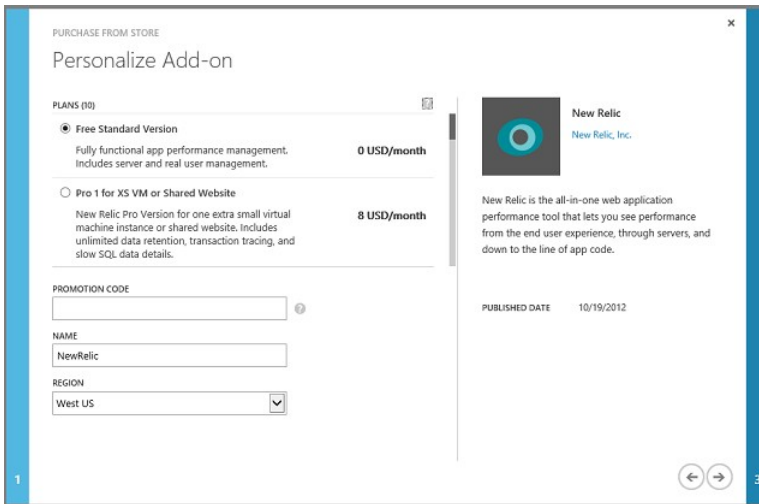 PURCHASE FROM STORE
Personalize Add-on
PLANS (10)
Free Standard Version
Fully functional app performance management.
Includes server and real user management.
0 USD/month
Pro 1 for XS VM or Shared Website
New Relic Pro Version for one extra small virtual
machine instance or shared website. Includes
unlimited data retention, transaction tracing, and
slow SQL data details.
8 USD/month
PROMOTION CODE
?
NAME
NewRelic
REGION
West US
New Relic
New Relic, Inc.
New Relic is the all-in-one web application
performance tool that lets you see performance
from the end user experience, through servers, and
down to the line of app code.
PUBLISHED DATE 10/19/2012
1
3